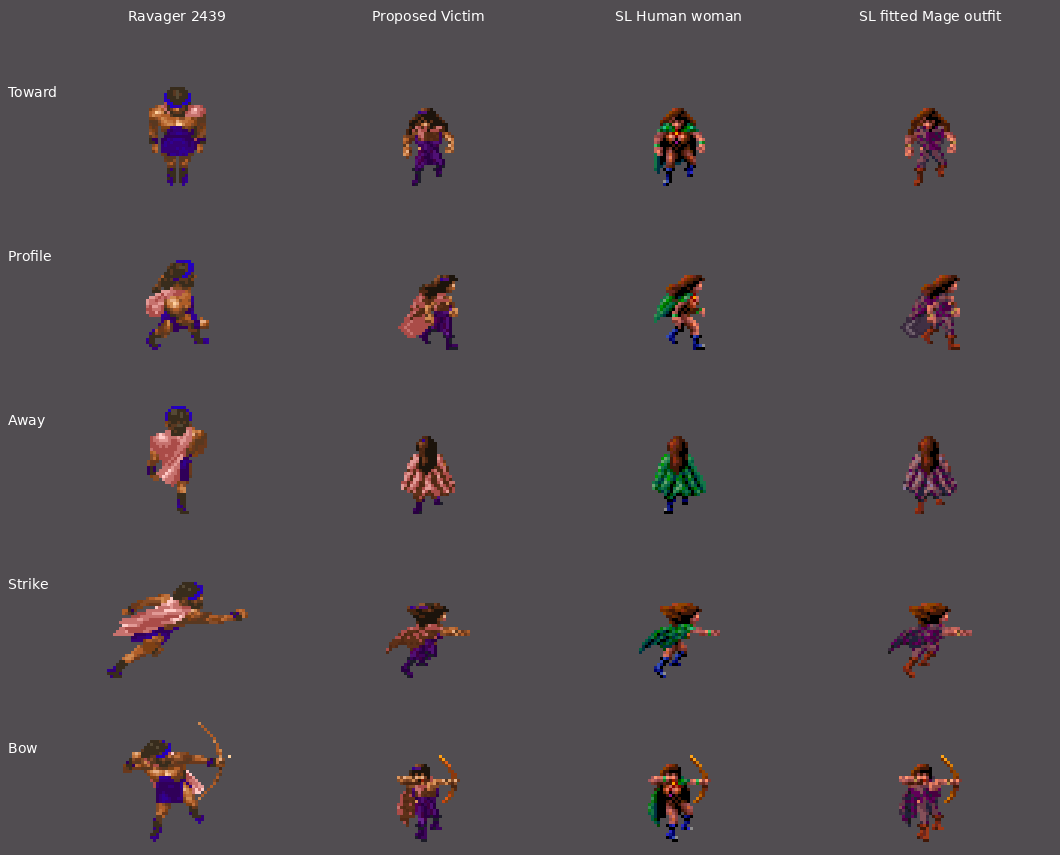 Ravager 2439 Proposed Victim SL Human woman SL fitted Mage outfit
Toward
Profile
Away
Strike
Bow